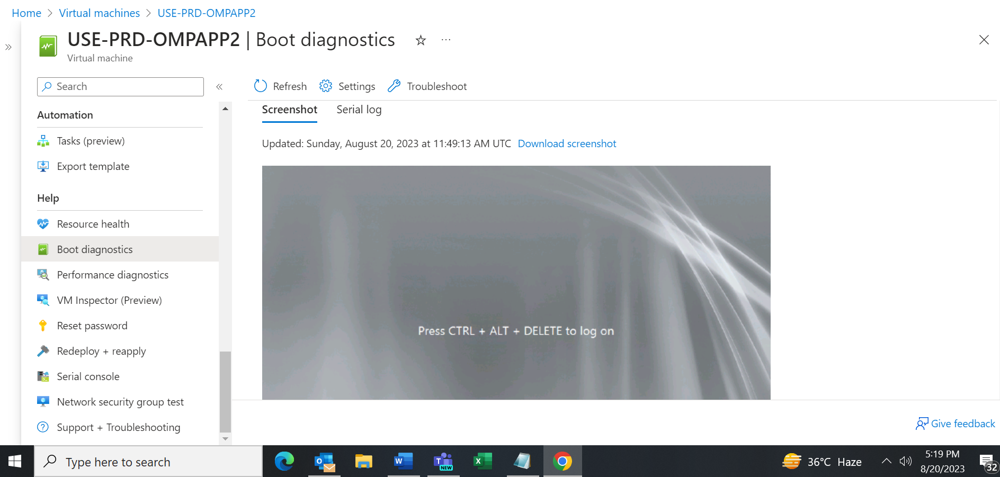 Home > Virtual machines > USE-PRD-OMPAPP2
USE-PRD-OMPAPP2 | Boot diagnostics
Virtual machine
Search
Refresh Settings Troubleshoot
Screenshot Serial log
Automation
Tasks (preview)
Export template
Help
Resource health
Boot diagnostics
Performance diagnostics
VM Inspector (Preview)
Reset password
Redeploy + reapply
Serial console
Network security group test
Support + Troubleshooting
Updated: Sunday, August 20, 2023 at 11:49:13 AM UTC Download screenshot
Press CTRL + ALT + DELETE to log on
Give feedback
Type here to search
O
W
T
NEW
X
36°C Haze
5:19 PM
8/20/2023
32